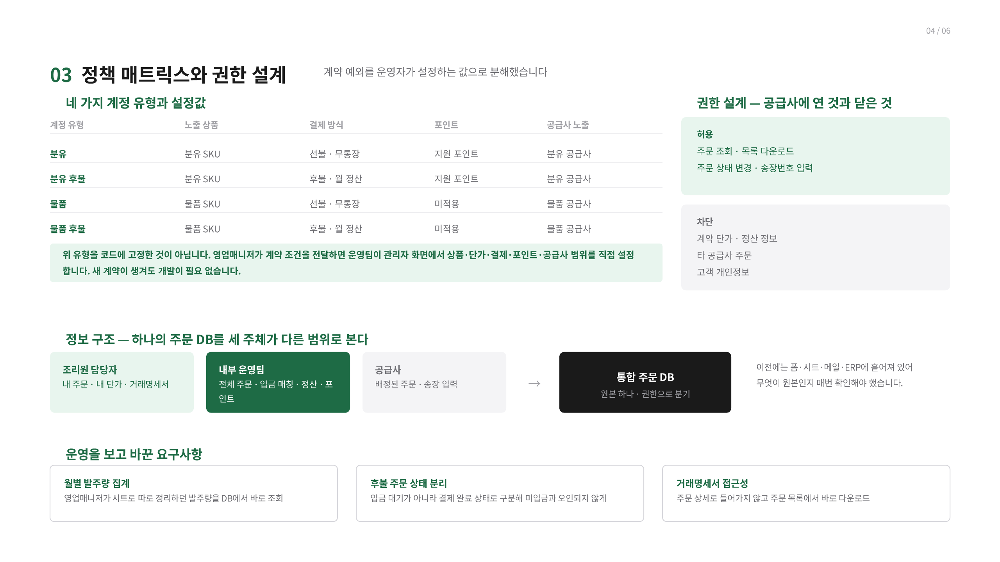 04 / 06
03 정책 매트릭스와 권한 설계
계약 예외를 운영자가 설정하는 값으로 분해했습니다
네 가지 계정 유형과 설정값
계정 유형 노출 상품 결제 방식 포인트 공급사 노출
분유 분유 SKU 선불 · 무통장 지원 포인트 분유 공급사
분유 후불 분유 SKU 후불 · 월 정산 지원 포인트 분유 공급사
물품 물품 SKU 선불 · 무통장 미적용 물품 공급사
물품 후불 물품 SKU 후불 · 월 정산 미적용 물품 공급사
위 유형을 코드에 고정한 것이 아닙니다. 영업매니저가 계약 조건을 전달하면 운영팀이 관리자 화면에서 상품·단가·결제·포인트·공급사 범위를 직접 설정
합니다. 새 계약이 생겨도 개발이 필요 없습니다.
권한 설계 — 공급사에 연 것과 닫은 것
허용
주문 조회 · 목록 다운로드
주문 상태 변경 · 송장번호 입력
차단
계약 단가 · 정산 정보
타 공급사 주문
고객 개인정보
정보 구조 — 하나의 주문 DB를 세 주체가 다른 범위로 본다
조리원 담당자
내 주문 · 내 단가 · 거래명세서
내부 운영팀
전체 주문 · 입금 매칭 · 정산 · 포
인트
공급사
배정된 주문 · 송장 입력
→
통합 주문 DB
원본 하나 · 권한으로 분기
이전에는 폼·시트·메일·ERP에 흩어져 있어
무엇이 원본인지 매번 확인해야 했습니다.
운영을 보고 바꾼 요구사항
월별 발주량 집계
영업매니저가 시트로 따로 정리하던 발주량을 DB에서 바로 조회
후불 주문 상태 분리
입금 대기가 아니라 결제 완료 상태로 구분해 미입금과 오인되지 않게
거래명세서 접근성
주문 상세로 들어가지 않고 주문 목록에서 바로 다운로드